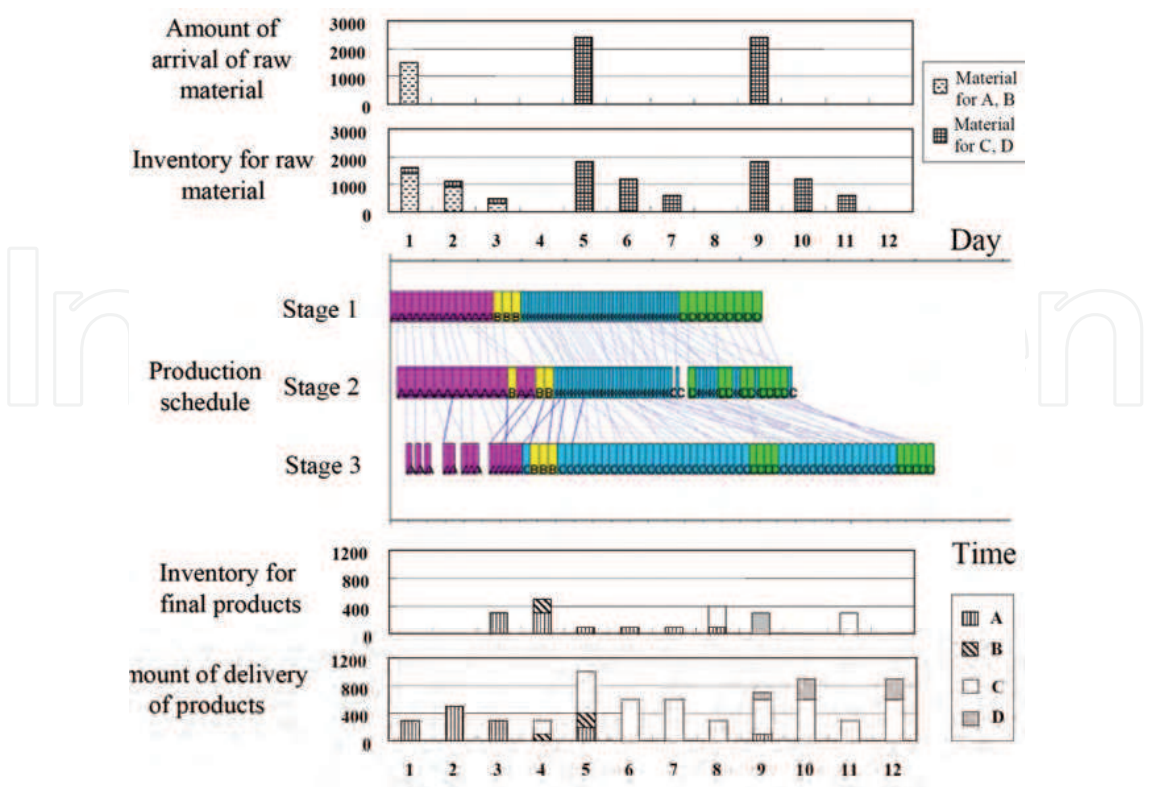 Amount of
arrival of raw
material
3000
2000
1000
0
Material
for A, B
Material
for C, D
Inventory for raw
material
3000
2000
1000
0
1 2 3 4 5 6 7 8 9 10 11 12 Day
Production
schedule
Stage 1
Stage 2
Stage 3
Time
Inventory for
final products
1200
800
400
0
A
B
C
D
mount of delivery
of products
1200
800
400
0
1 2 3 4 5 6 7 8 9 10 11 12